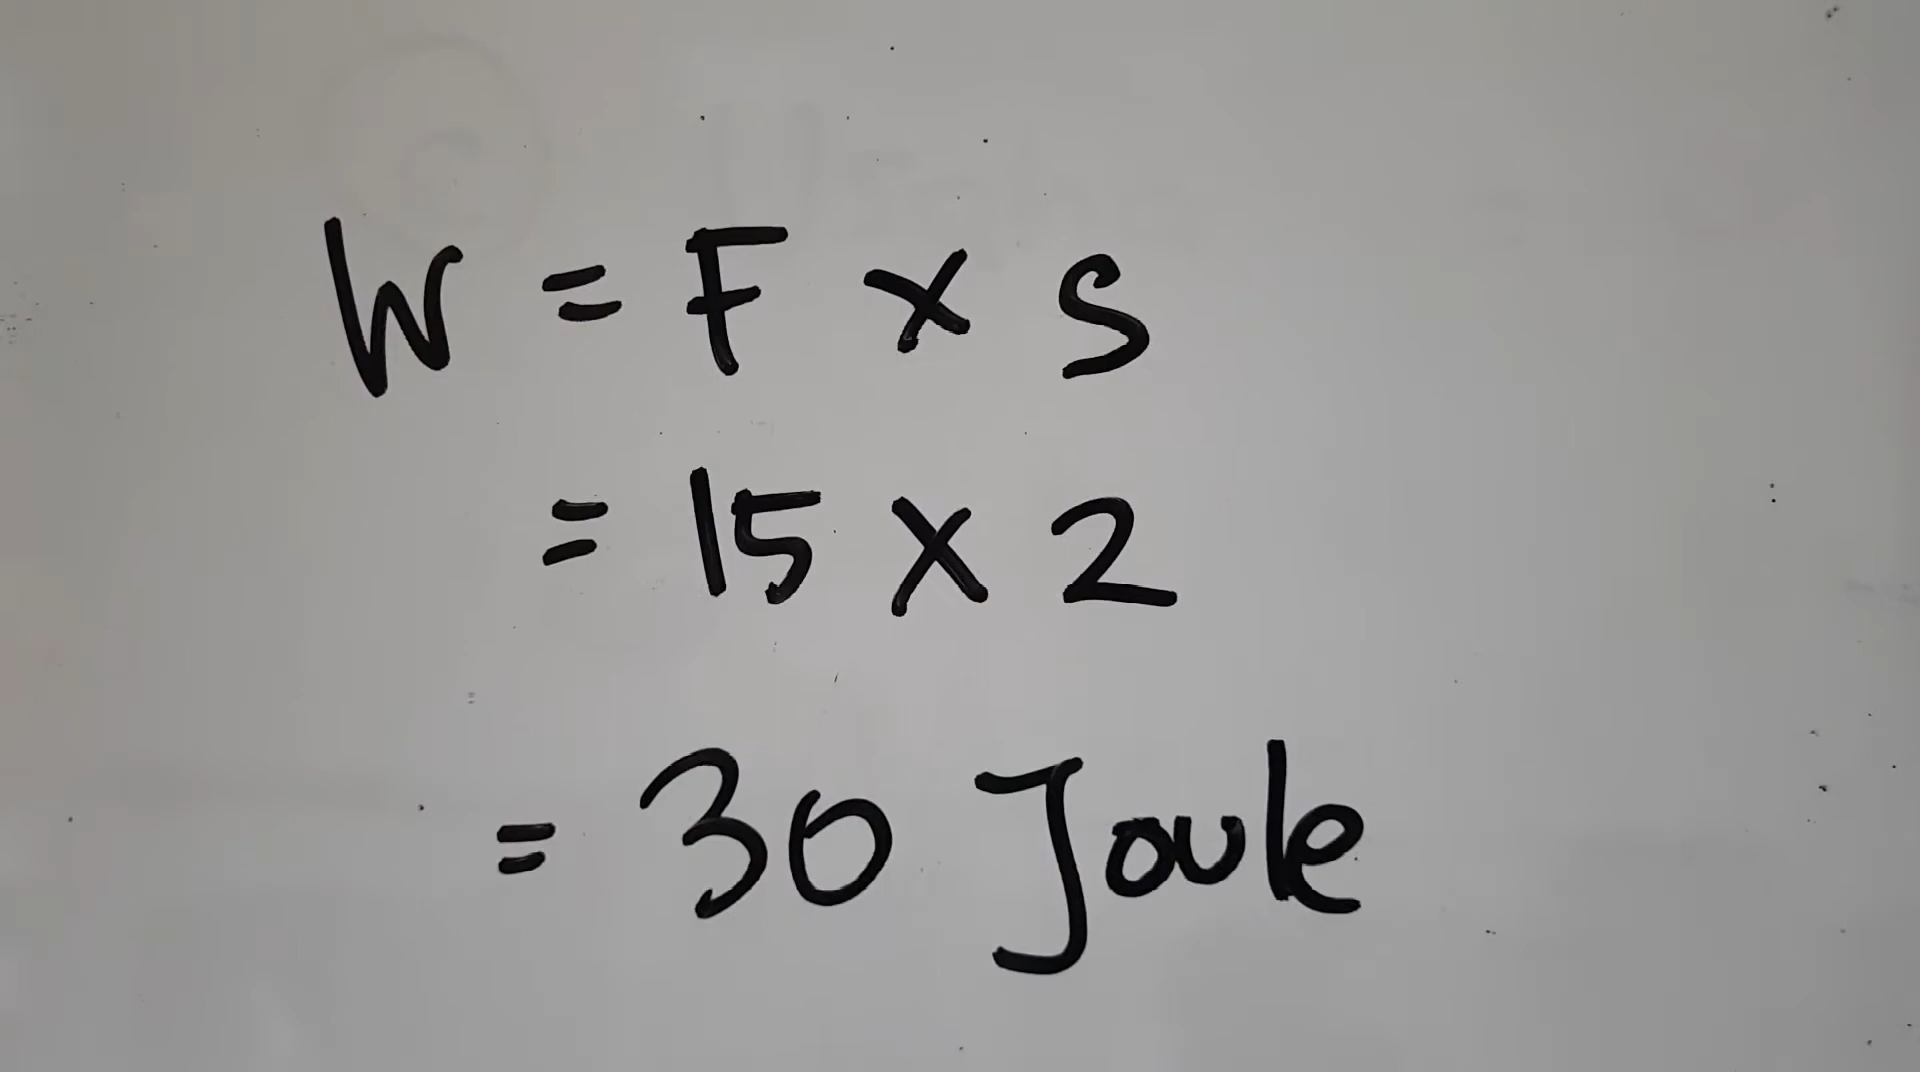 W = F x s
= 15 x 2
= 30 Joule